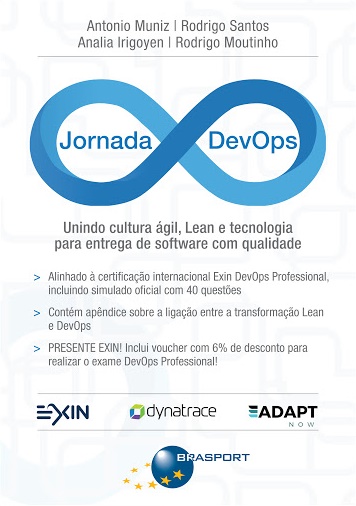 Antonio Muniz | Rodrigo Santos
Analia Irigoyen | Rodrigo Moutinho
Jornada DevOps
Unindo cultura ágil, Lean e tecnologia
para entrega de software com qualidade
> Alinhado à certificação internacional Exin DevOps Professional,
incluindo simulado oficial com 40 questões
> Contém apêndice sobre a ligação entre a transformação Lean
e DevOps
> PRESENTE EXIN! Inclui voucher com 6% de desconto para
realizar o exame DevOps Professional!
EXIN dynatrace ADAPT
NOW
BRASPORT